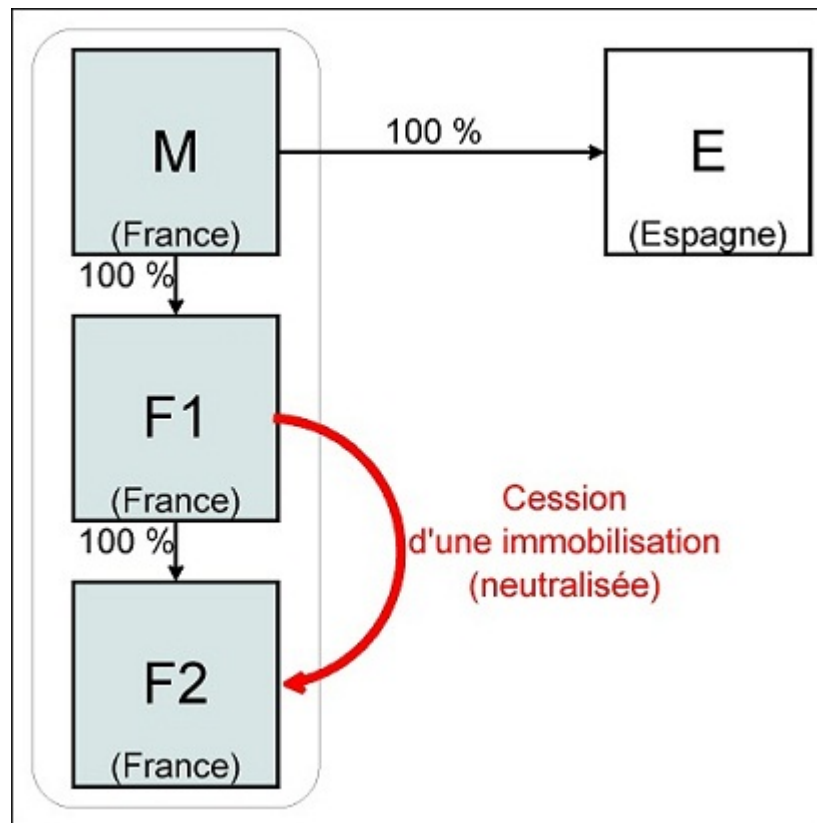 M
(France)
100 %
E
(Espagne)
100 %
F1
(France)
Cession
d'une immobilisation
(neutralisée)
100 %
F2
(France)